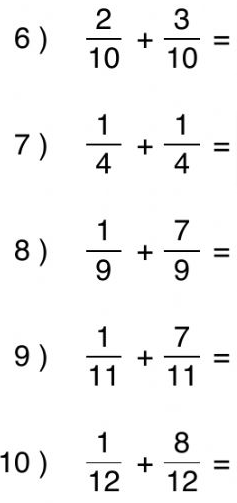 6 ) 2/10 + 3/10 =
7 ) 1/4 + 1/4 =
8 ) 1/9 + 7/9 =
9 ) 1/11 + 7/11 =
10 ) 1/12 + 8/12 =